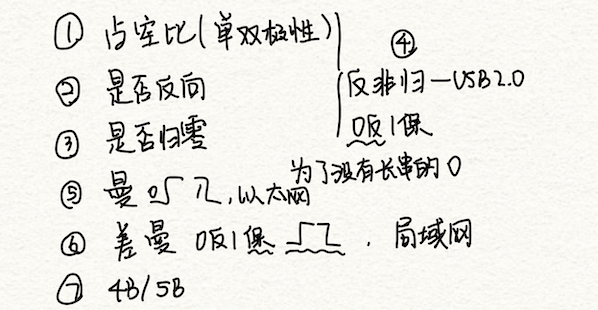 ① 占空比(单双极性)
② 是否反向
③ 是否归零
④
反非归一USB2.0
0反1保
为了没有长串的0
⑤ 曼 0 1, 以太网
⑥ 差曼 0反1保 , 局域网
⑦ 4B/5B